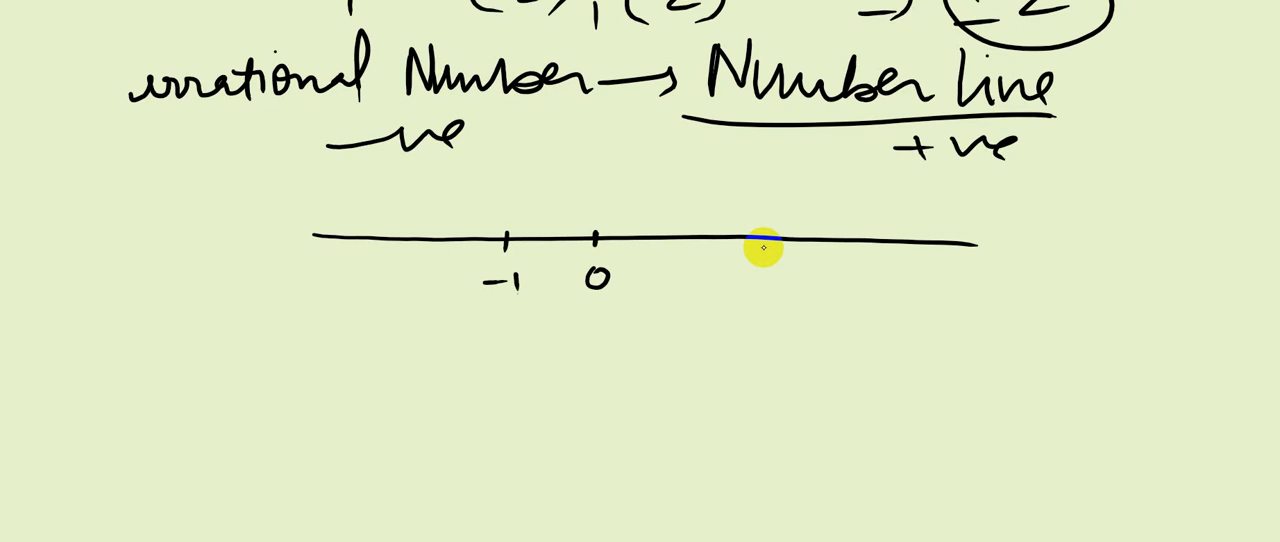 irrational Number → Number line
-ve +ve
-1 0